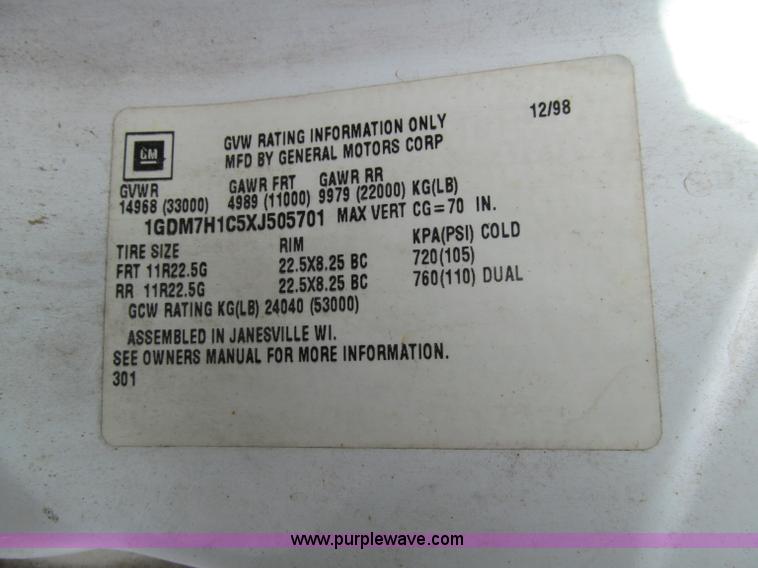 12/98
GM
GVW RATING INFORMATION ONLY
MFD BY GENERAL MOTORS CORP
GVWR GAWR FRT GAWR RR
14968 (33000) 4989 (11000) 9979 (22000) KG(LB)
1GDM7H1C5XJ505701 MAX VERT CG=70 IN.
TIRE SIZE RIM KPA(PSI) COLD
FRT 11R22.5G 22.5X8.25 BC 720(105)
RR 11R22.5G 22.5X8.25 BC 760(110) DUAL
GCW RATING KG(LB) 24040 (53000)
ASSEMBLED IN JANESVILLE WI.
SEE OWNERS MANUAL FOR MORE INFORMATION.
301
www.purplewave.com